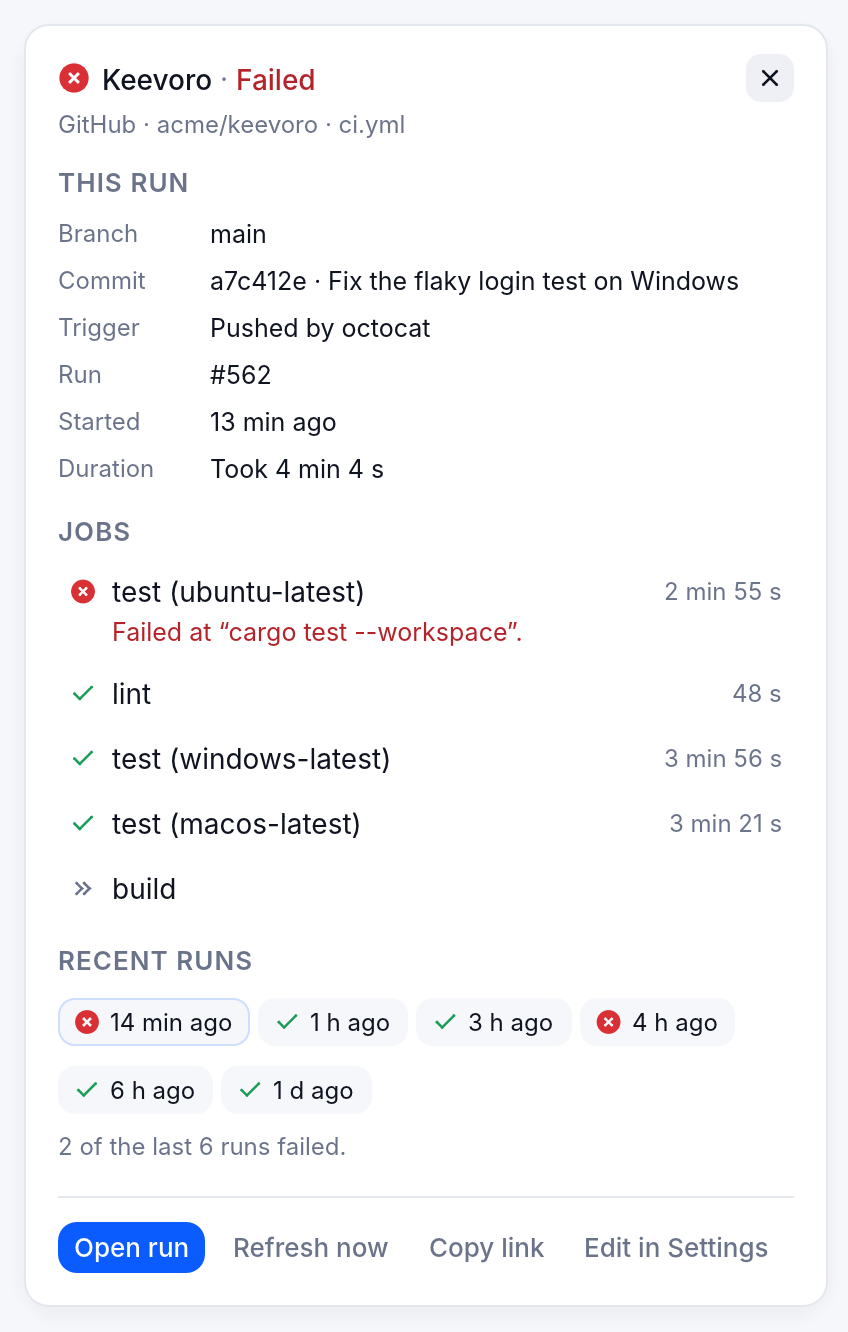 Keevoro · Failed
GitHub · acme/keevoro · ci.yml
THIS RUN
Branch main
Commit a7c412e · Fix the flaky login test on Windows
Trigger Pushed by octocat
Run #562
Started 13 min ago
Duration Took 4 min 4 s
JOBS
test (ubuntu-latest) 2 min 55 s
Failed at “cargo test --workspace”.
lint 48 s
test (windows-latest) 3 min 56 s
test (macos-latest) 3 min 21 s
build
RECENT RUNS
14 min ago 1 h ago 3 h ago 4 h ago
6 h ago 1 d ago
2 of the last 6 runs failed.
Open run Refresh now Copy link Edit in Settings